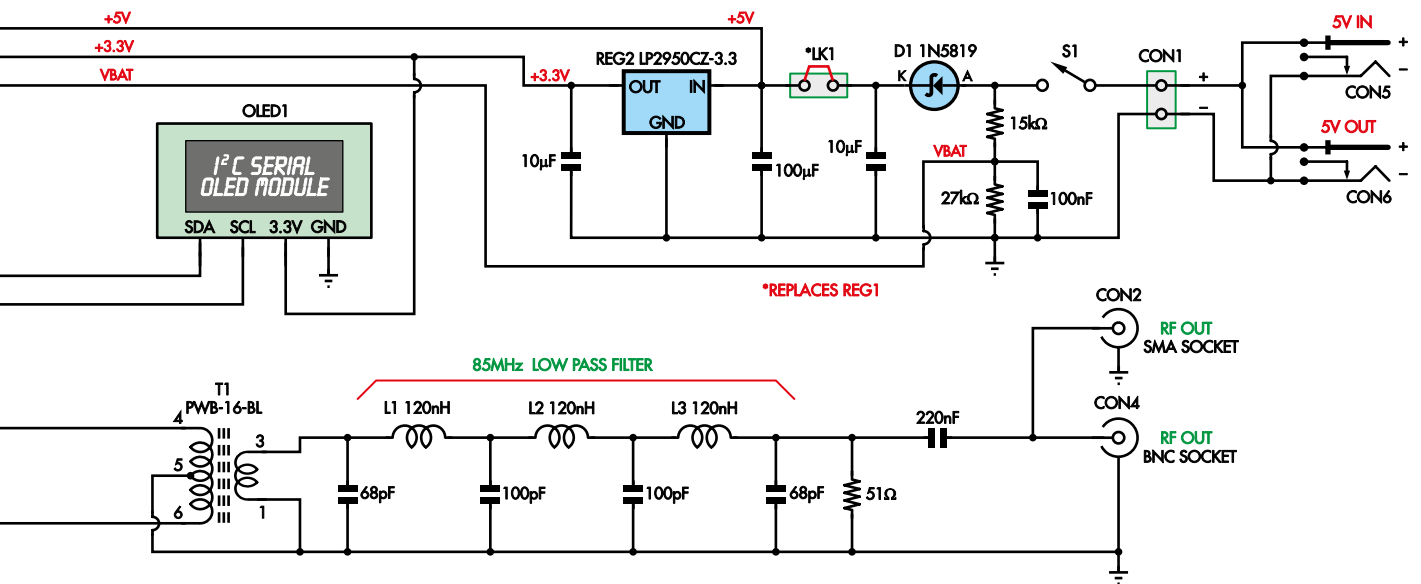 +5V
+5V
5V IN
+3.3V
REG2 LP2950CZ-3.3
*LK1
D1 1N5819
S1
CON1
+
−
VBAT
+3.3V
OUT
IN
GND
K
A
+
−
CON5
OLED1
I²C SERIAL
OLED MODULE
SDA
SCL
3.3V
GND
10µF
100µF
10µF
15kΩ
VBAT
27kΩ
100nF
5V OUT
+
−
CON6
*REPLACES REG1
CON2
RF OUT
SMA SOCKET
85MHz LOW PASS FILTER
T1
PWB-16-BL
4
5
6
3
1
L1 120nH
L2 120nH
L3 120nH
220nF
CON4
RF OUT
BNC SOCKET
68pF
100pF
100pF
68pF
51Ω